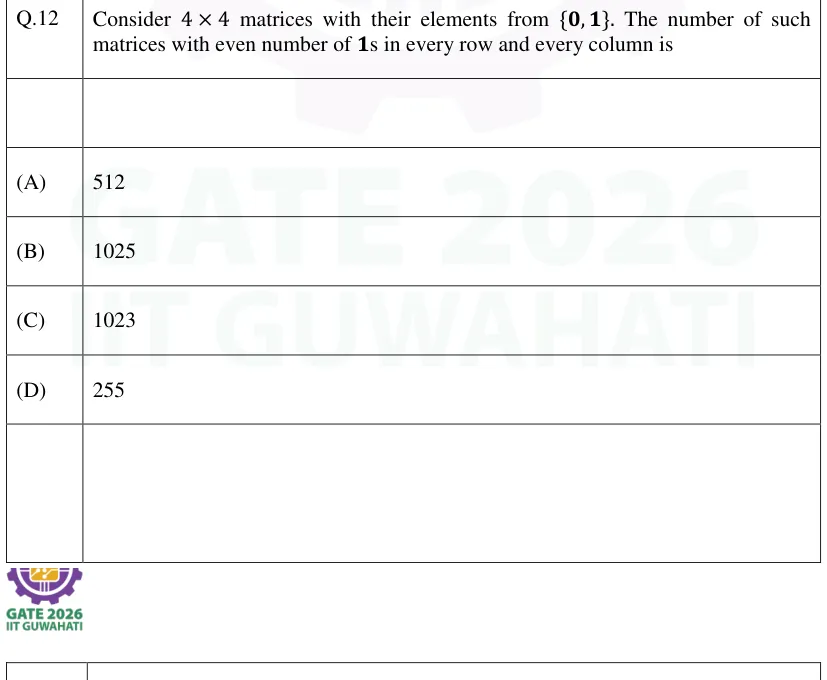 Q.12 Consider 4 × 4 matrices with their elements from {0, 1}. The number of such
matrices with even number of 1s in every row and every column is
GATE 2026
IIT GUWAHATI
(A) 512
(B) 1025
(C) 1023
(D) 255
GATE 2026
IIT GUWAHATI